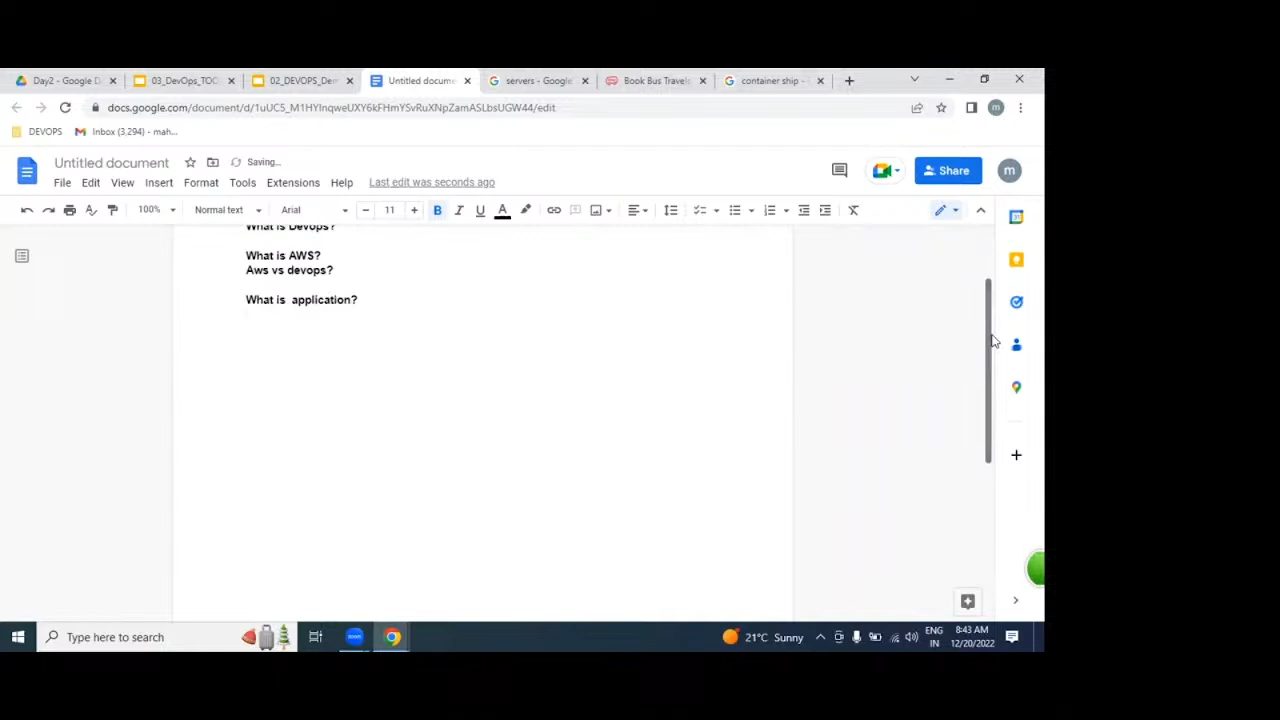 Day2 - Google D
03_DevOps_TOC
02_DEVOPS_Der
Untitled docume
servers - Google
Book Bus Travels
container ship -
docs.google.com/document/d/1uUC5_M1HYInqweUXY6kFHmYSvRuXNpZamASLbsUGW44/edit
DEVOPS
Inbox (3,294) - mah...
Untitled document
Saving...
File Edit View Insert Format Tools Extensions Help Last edit was seconds ago
Share
m
100% Normal text Arial 11 B I U A
What is Devops?
What is AWS?
Aws vs devops?
What is  application?
Type here to search
zoom
21°C Sunny
ENG
IN
8:43 AM
12/20/2022